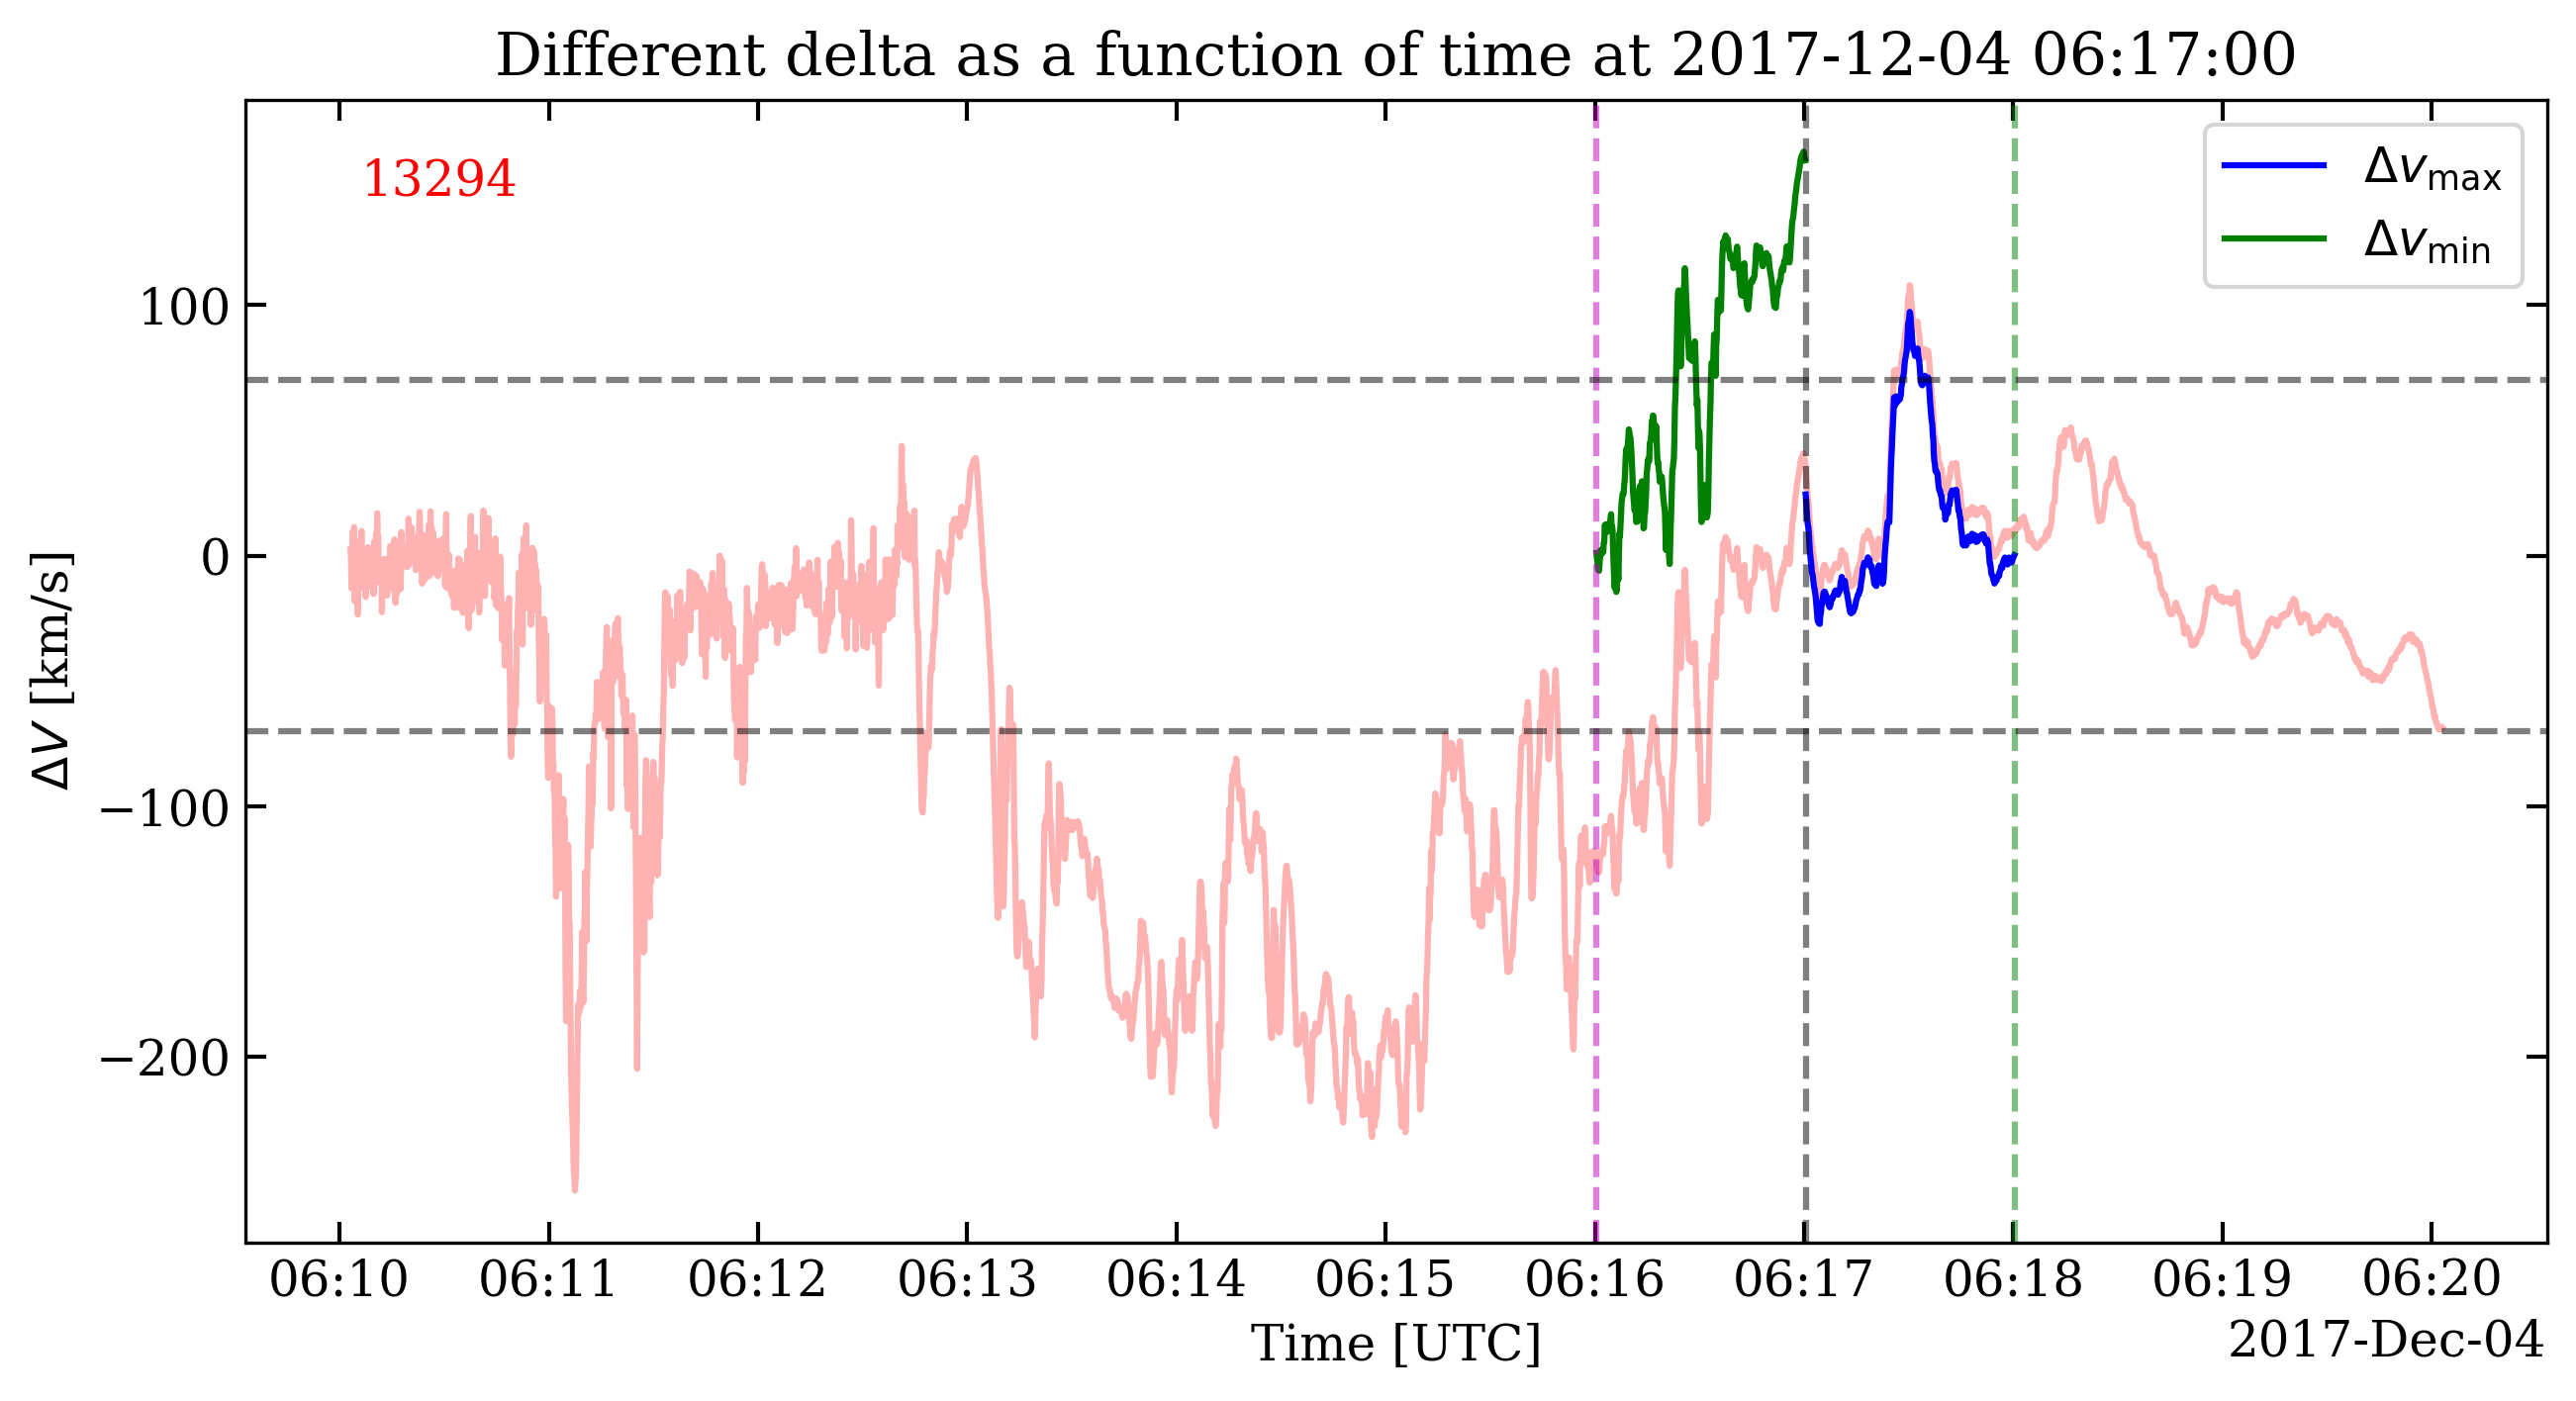 Different delta as a function of time at 2017-12-04 06:17:00
13294
Δv_max
Δv_min
100
0
−100
−200
ΔV [km/s]
06:10 06:11 06:12 06:13 06:14 06:15 06:16 06:17 06:18 06:19 06:20
Time [UTC]
2017-Dec-04